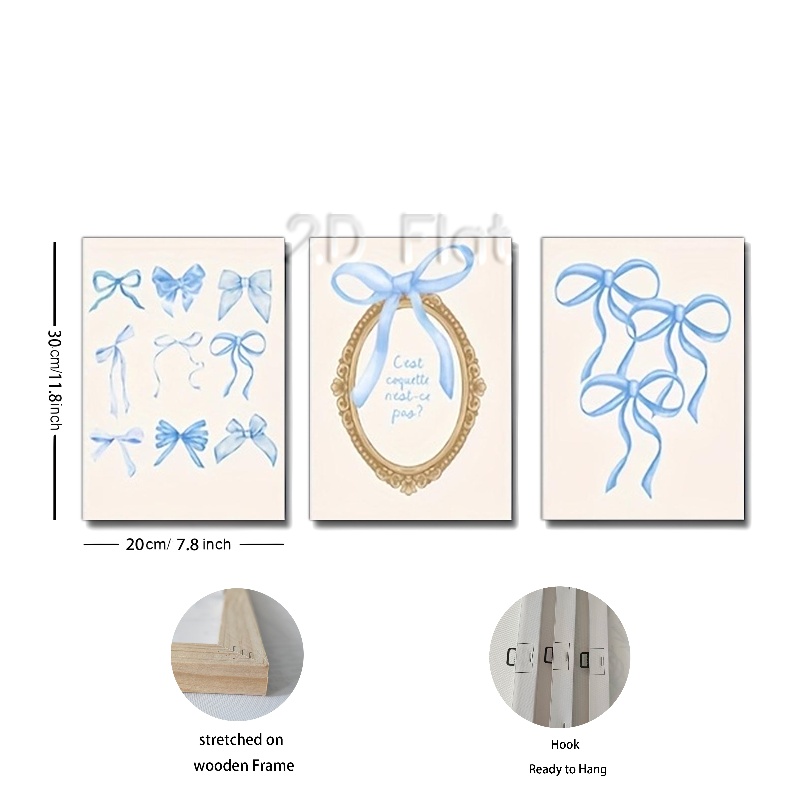 2D Flat
C'est
coquette
n'est-ce
pas?
30cm/11.8inch
20cm/ 7.8 inch
stretched on
wooden Frame
Hook
Ready to Hang